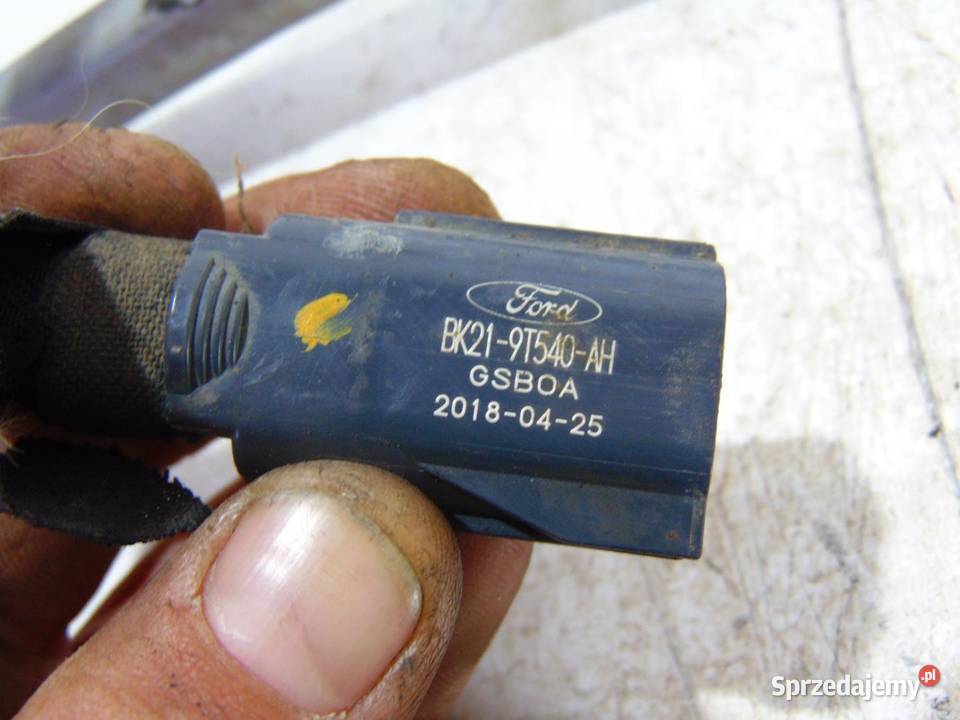 Ford
BK21-9T540-AH
GSBOA
2018-04-25
Sprzedajemy.pl